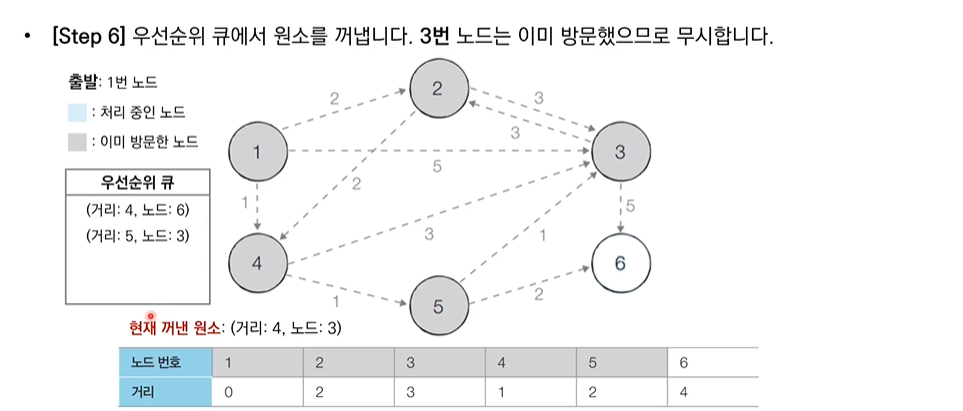 • [Step 6] 우선순위 큐에서 원소를 꺼냅니다. 3번 노드는 이미 방문했으므로 무시합니다.
출발: 1번 노드
: 처리 중인 노드
: 이미 방문한 노드
우선순위 큐
(거리: 4, 노드: 6)
(거리: 5, 노드: 3)
2
2
3
1
3
3
5
2
1
5
4
3
1
6
1
5
2
현재 꺼낸 원소: (거리: 4, 노드: 3)
노드 번호 1 2 3 4 5 6
거리 0 2 3 1 2 4